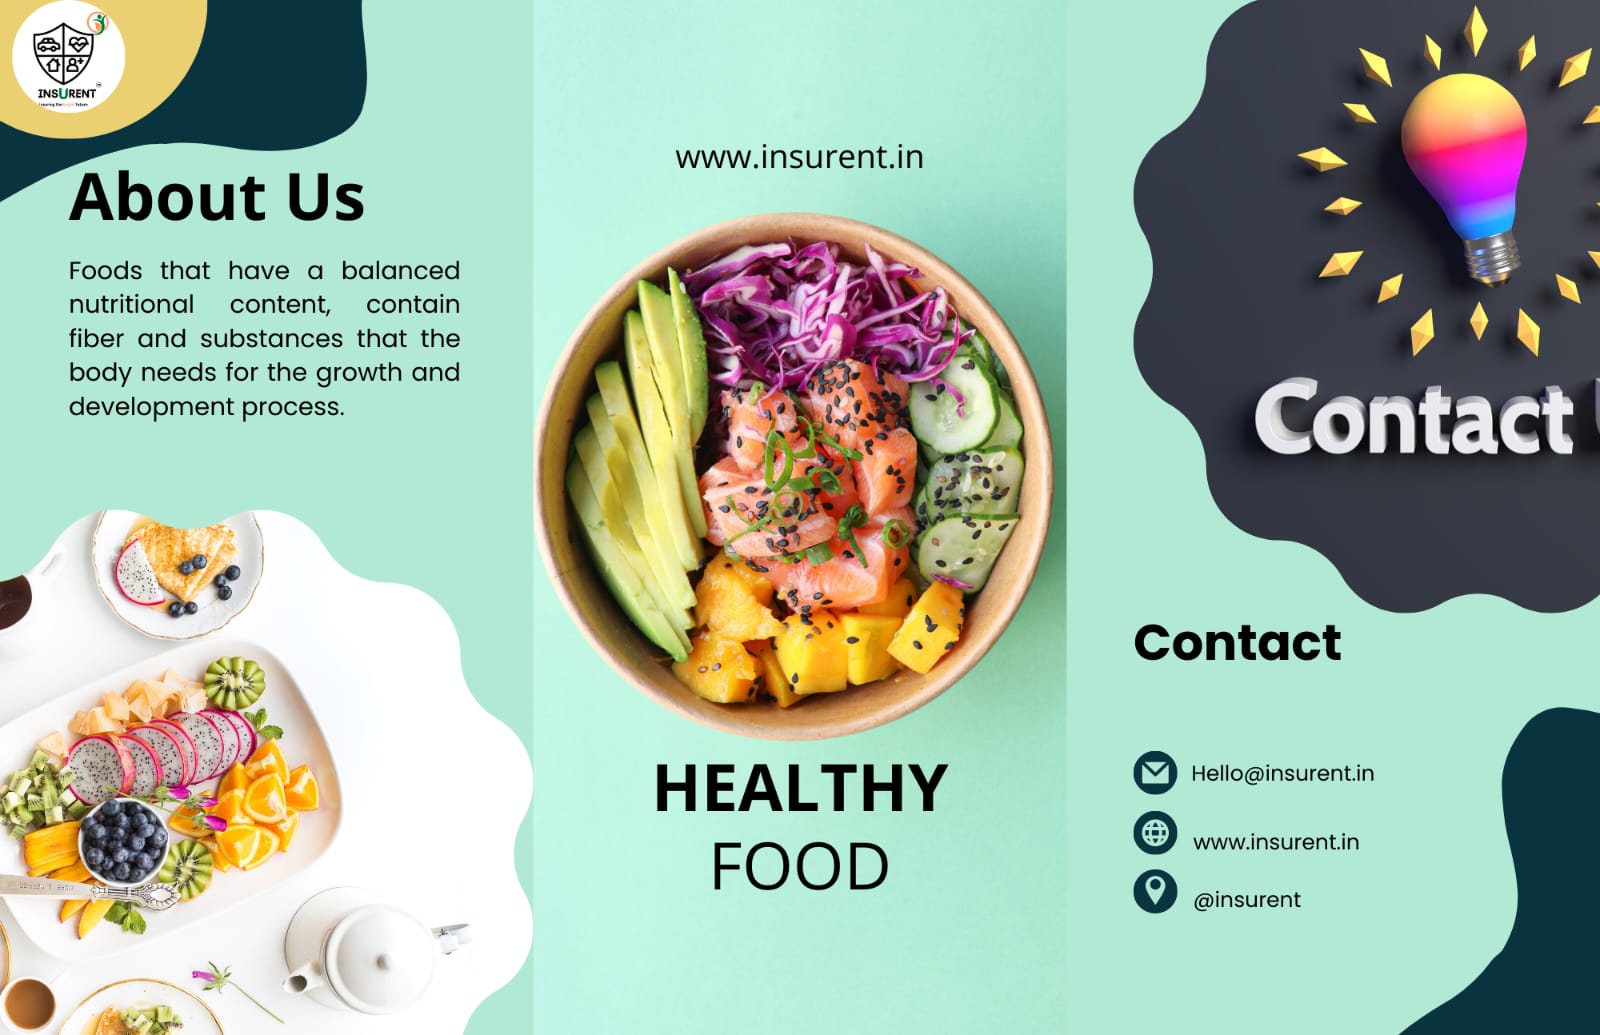 INSURENT
About Us
Foods that have a balanced
nutritional content, contain
fiber and substances that the
body needs for the growth and
development process.
www.insurent.in
HEALTHY
FOOD
Contact
Contact
Hello@insurent.in
www.insurent.in
@insurent